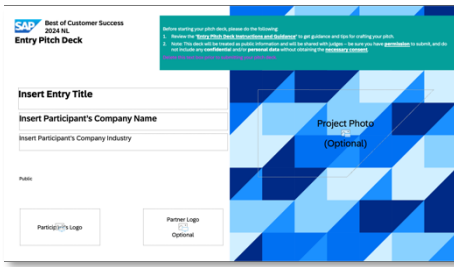 SAP
Best of Customer Success
2024 NL
Entry Pitch Deck
Before starting your pitch deck, please do the following:
1. Review the "Entry Pitch Deck Instructions and Guidance" to get guidance and tips for crafting your pitch.
2. Note: This deck will be treated as public information and will be shared with judges – be sure you have permission to submit, and do
not include any confidential and/or personal data without obtaining the necessary consent.
Insert Entry Title
Insert Participant's Company Name
Insert Participant's Company Industry
Public
Participant's Logo
Partner Logo
Optional
Project Photo
(Optional)